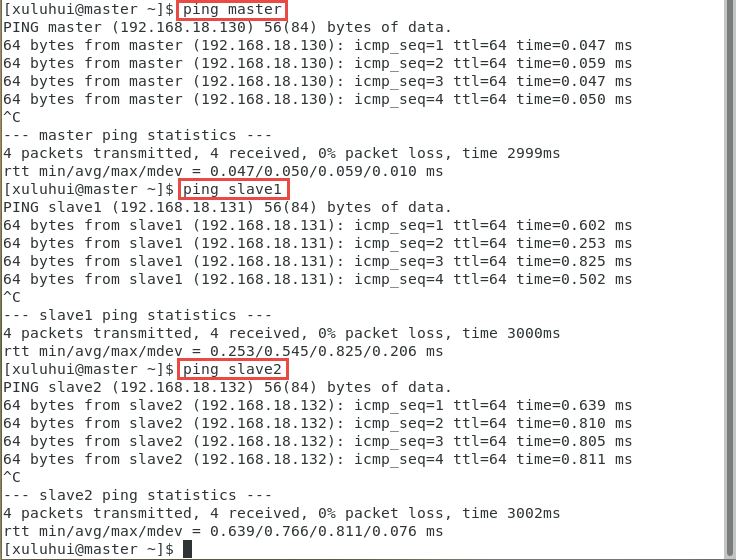 [xuluhui@master ~]$ ping master
PING master (192.168.18.130) 56(84) bytes of data.
64 bytes from master (192.168.18.130): icmp_seq=1 ttl=64 time=0.047 ms
64 bytes from master (192.168.18.130): icmp_seq=2 ttl=64 time=0.059 ms
64 bytes from master (192.168.18.130): icmp_seq=3 ttl=64 time=0.047 ms
64 bytes from master (192.168.18.130): icmp_seq=4 ttl=64 time=0.050 ms
^C
--- master ping statistics ---
4 packets transmitted, 4 received, 0% packet loss, time 2999ms
rtt min/avg/max/mdev = 0.047/0.050/0.059/0.010 ms
[xuluhui@master ~]$ ping slave1
PING slave1 (192.168.18.131) 56(84) bytes of data.
64 bytes from slave1 (192.168.18.131): icmp_seq=1 ttl=64 time=0.602 ms
64 bytes from slave1 (192.168.18.131): icmp_seq=2 ttl=64 time=0.253 ms
64 bytes from slave1 (192.168.18.131): icmp_seq=3 ttl=64 time=0.825 ms
64 bytes from slave1 (192.168.18.131): icmp_seq=4 ttl=64 time=0.502 ms
^C
--- slave1 ping statistics ---
4 packets transmitted, 4 received, 0% packet loss, time 3000ms
rtt min/avg/max/mdev = 0.253/0.545/0.825/0.206 ms
[xuluhui@master ~]$ ping slave2
PING slave2 (192.168.18.132) 56(84) bytes of data.
64 bytes from slave2 (192.168.18.132): icmp_seq=1 ttl=64 time=0.639 ms
64 bytes from slave2 (192.168.18.132): icmp_seq=2 ttl=64 time=0.810 ms
64 bytes from slave2 (192.168.18.132): icmp_seq=3 ttl=64 time=0.805 ms
64 bytes from slave2 (192.168.18.132): icmp_seq=4 ttl=64 time=0.811 ms
^C
--- slave2 ping statistics ---
4 packets transmitted, 4 received, 0% packet loss, time 3002ms
rtt min/avg/max/mdev = 0.639/0.766/0.811/0.076 ms
[xuluhui@master ~]$